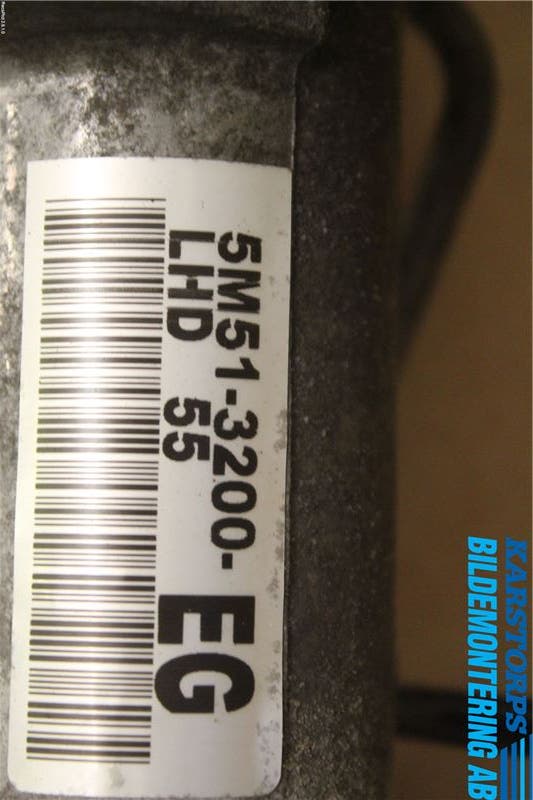 5M51-3200-EG
LHD 55
KARSTORPS
BILDEMONTERING AB